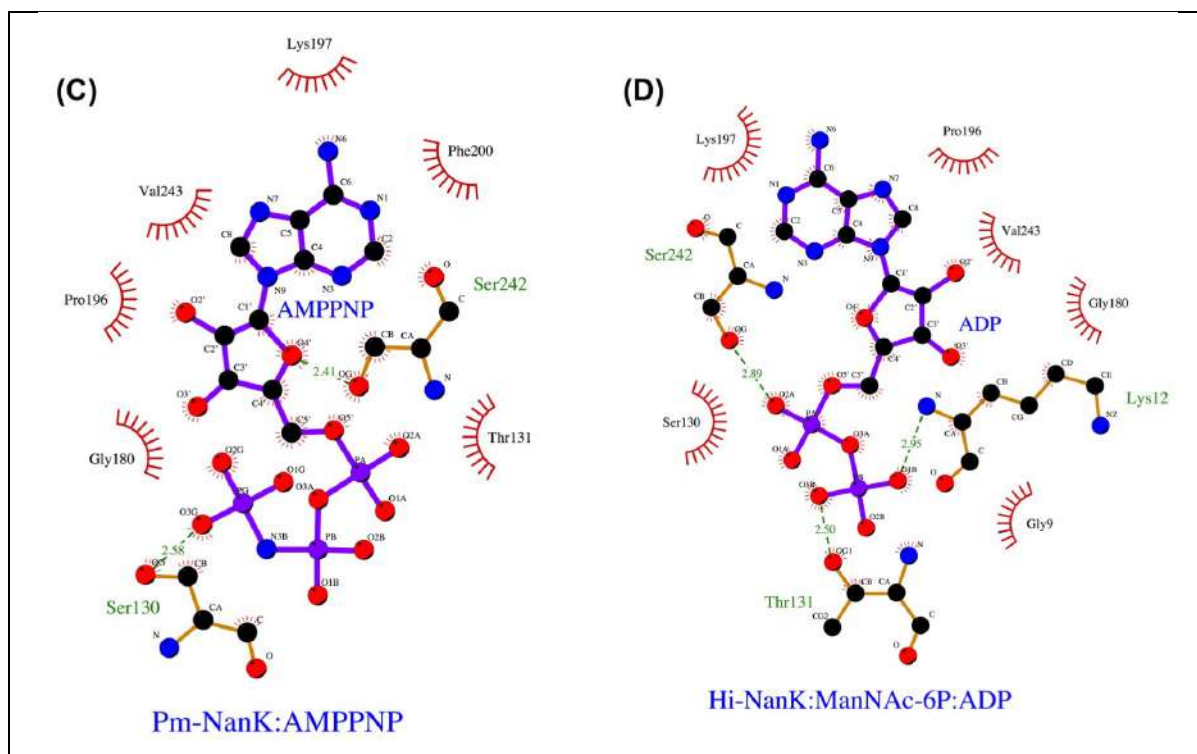 (C)
Lys197
N6
Phe200
C6
N7
N1
Val243
C5
C8
C4
C2
N3
O
N9
Ser242
Pro196
C1'
AMPPNP
O2'
C
O4'
CB
CA
C2'
C3'
2.41
OG
O3'
C4'
N
C5'
O5'
O2A
Thr131
Gly180
O2G
PA
O1G
O3A
PG
O1A
O3G
N3B
PB
O2B
2.58
OG
CB
O1B
Ser130
CA
C
N
O
Pm-NanK:AMPPNP
(D)
Lys197
N6
Pro196
C6
N7
N1
C5
C8
O
C
C2
C4
Ser242
N3
N9
Val243
CA
N
C1'
O2'
CB
C2'
Gly180
OG
O4'
C3'
ADP
C4'
O3'
CD
CE
2.89
O5'
C5'
CB
Lys12
O2A
N
CG
NZ
Ser130
PA
CA
O3A
2.95
C
O1A
O1B
O
O3B
PB
O2B
Gly9
2.50
OG1
N
Thr131
CB
CA
CG2
C
O
Hi-NanK:ManNAc-6P:ADP